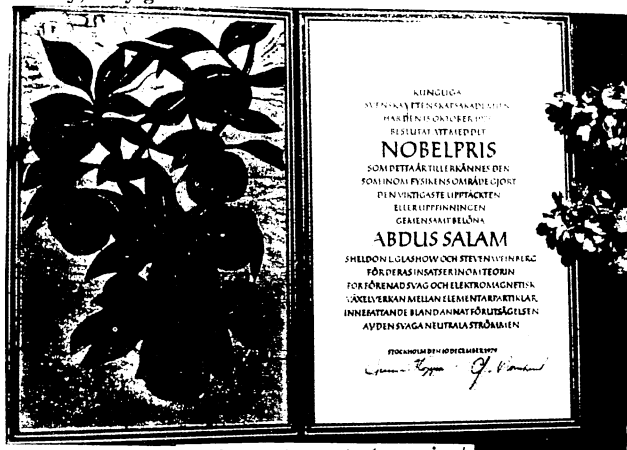 KUNGLIGA
SVENSKA VETENSKAPSAKADEMIEN
HAR DEN 15 OKTOBER 1979
BESLUTAT ATT MED DET
NOBELPRIS
SOM DETTA ÅR TILLERKÄNNES DEN
SOM INOM FYSIKENS OMRÅDE GJORT
DEN VIKTIGASTE UPPTÄCKTEN
ELLER UPPFINNINGEN
GEMENSAMT BELÖNA
ABDUS SALAM
SHELDON L. GLASHOW OCH STEVEN WEINBERG
FÖR DERAS INSATSER INOM TEORIN
FÖR FÖRENAD SVAG OCH ELEKTROMAGNETISK
VÄXELVERKAN MELLAN ELEMENTARPARTIKLAR,
INNEFATTANDE BLAND ANNAT FÖRUTSÄGELSEN
AV DEN SVAGA NEUTRALA STRÖMMEN
STOCKHOLM DEN 10 DECEMBER 1979